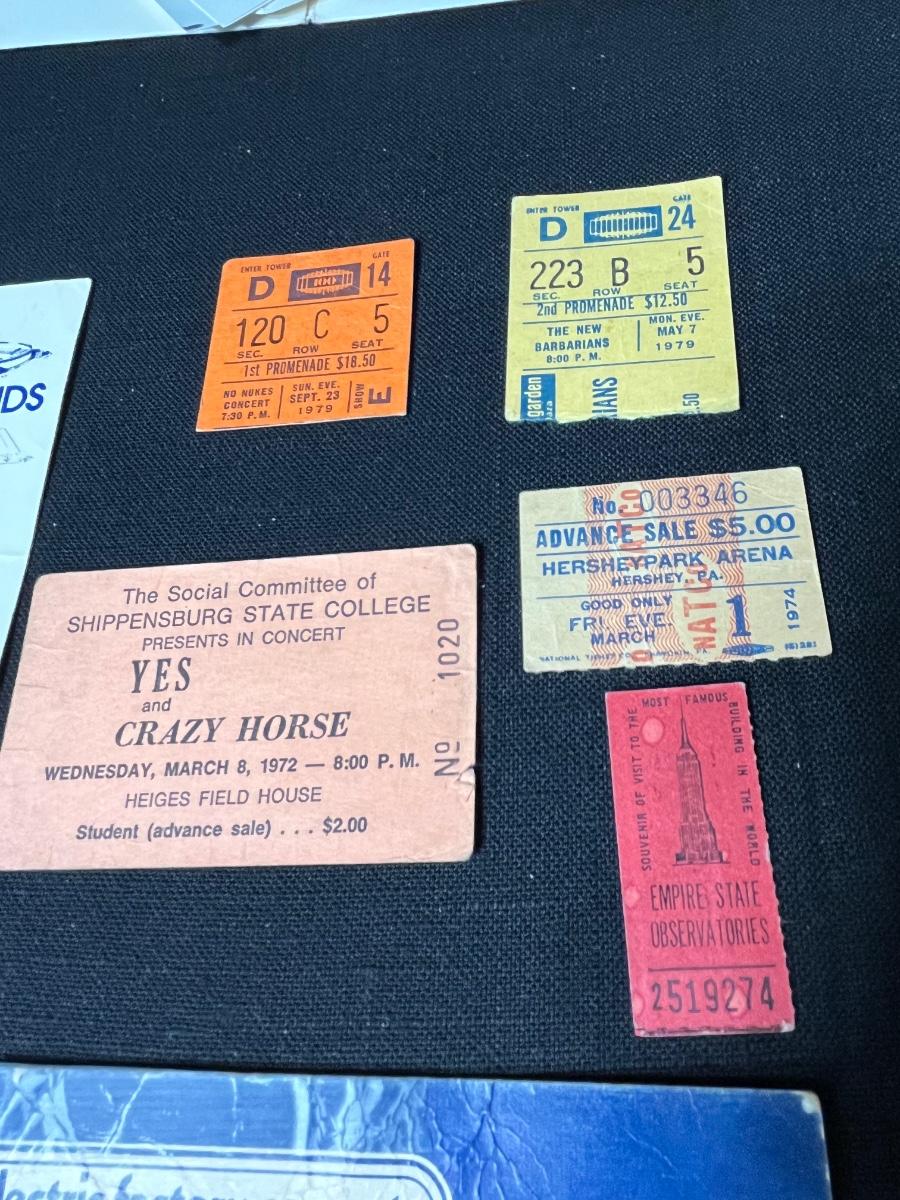 ENTER TOWER
GATE
D
14
120 C 5
SEC. ROW SEAT
1st PROMENADE $18.50
NO NUKES
CONCERT
7:30 P.M.
SUN. EVE.
SEPT. 23
1979
SHOW
E
ENTER TOWER
GATE
D
24
223 B 5
SEC. ROW SEAT
2nd PROMENADE $12.50
THE NEW
BARBARIANS
8:00 P.M.
MON. EVE.
MAY 7
1979
garden
IANS
.50
NDS
No. 003346
ADVANCE SALE $5.00
HERSHEYPARK ARENA
HERSHEY, PA.
GOOD ONLY
FRI. EVE.
MARCH
1
1974
NATCO
The Social Committee of
SHIPPENSBURG STATE COLLEGE
PRESENTS IN CONCERT
YES
and
CRAZY HORSE
WEDNESDAY, MARCH 8, 1972 — 8:00 P.M.
HEIGES FIELD HOUSE
Student (advance sale) . . . $2.00
Nº 1020
SOUVENIR OF VISIT TO THE
MOST FAMOUS
BUILDING IN THE WORLD
EMPIRE STATE
OBSERVATORIES
2519274